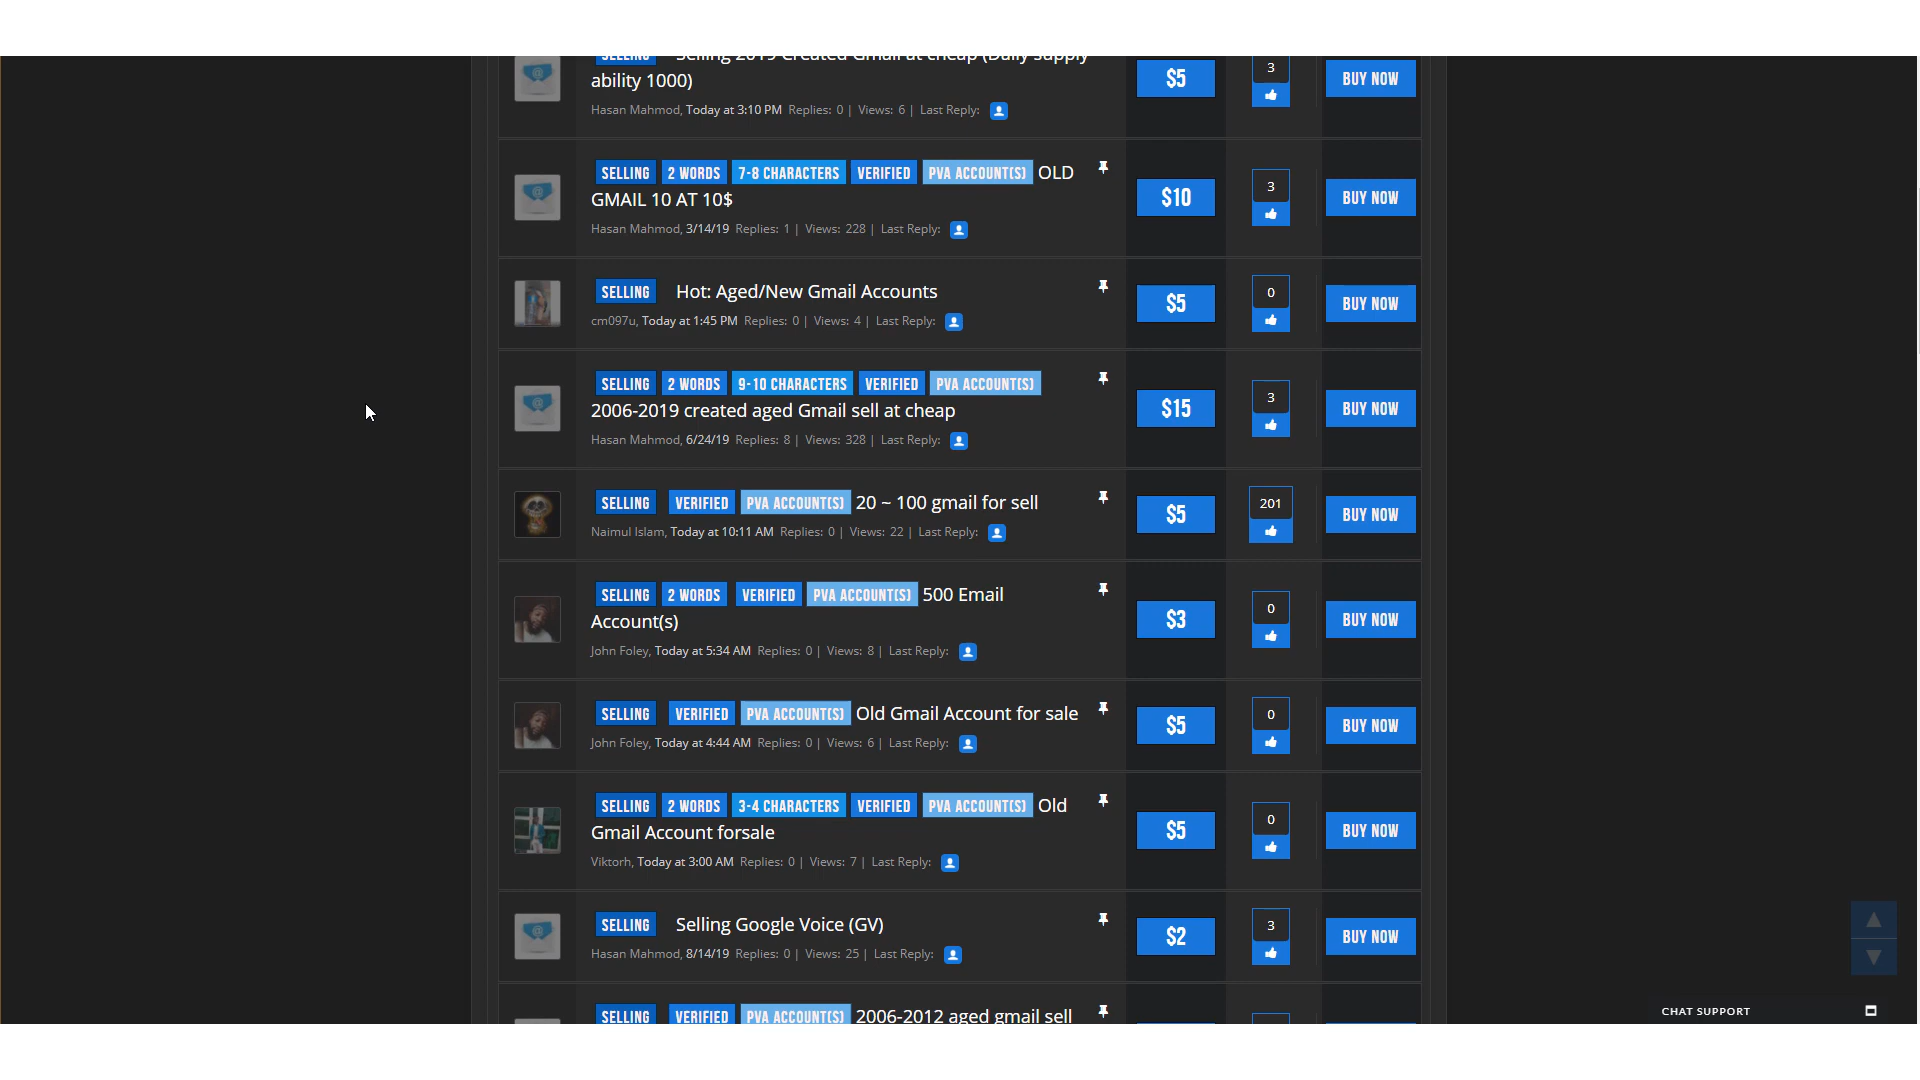 SELLING Selling 2019 Created Gmail at cheap (Daily supply
ability 1000)
Hasan Mahmod, Today at 3:10 PM Replies: 0 | Views: 6 | Last Reply:
$5
3
BUY NOW
SELLING 2 WORDS 7-8 CHARACTERS VERIFIED PVA ACCOUNT(S) OLD
GMAIL 10 AT 10$
Hasan Mahmod, 3/14/19 Replies: 1 | Views: 228 | Last Reply:
$10
3
BUY NOW
SELLING Hot: Aged/New Gmail Accounts
cm097u, Today at 1:45 PM Replies: 0 | Views: 4 | Last Reply:
$5
0
BUY NOW
SELLING 2 WORDS 9-10 CHARACTERS VERIFIED PVA ACCOUNT(S)
2006-2019 created aged Gmail sell at cheap
Hasan Mahmod, 6/24/19 Replies: 8 | Views: 328 | Last Reply:
$15
3
BUY NOW
SELLING VERIFIED PVA ACCOUNT(S) 20 ~ 100 gmail for sell
Naimul Islam, Today at 10:11 AM Replies: 0 | Views: 22 | Last Reply:
$5
201
BUY NOW
SELLING 2 WORDS VERIFIED PVA ACCOUNT(S) 500 Email
Account(s)
John Foley, Today at 5:34 AM Replies: 0 | Views: 8 | Last Reply:
$3
0
BUY NOW
SELLING VERIFIED PVA ACCOUNT(S) Old Gmail Account for sale
John Foley, Today at 4:44 AM Replies: 0 | Views: 6 | Last Reply:
$5
0
BUY NOW
SELLING 2 WORDS 3-4 CHARACTERS VERIFIED PVA ACCOUNT(S) Old
Gmail Account forsale
Viktorh, Today at 3:00 AM Replies: 0 | Views: 7 | Last Reply:
$5
0
BUY NOW
SELLING Selling Google Voice (GV)
Hasan Mahmod, 8/14/19 Replies: 0 | Views: 25 | Last Reply:
$2
3
BUY NOW
SELLING VERIFIED PVA ACCOUNT(S) 2006-2012 aged gmail sell
CHAT SUPPORT